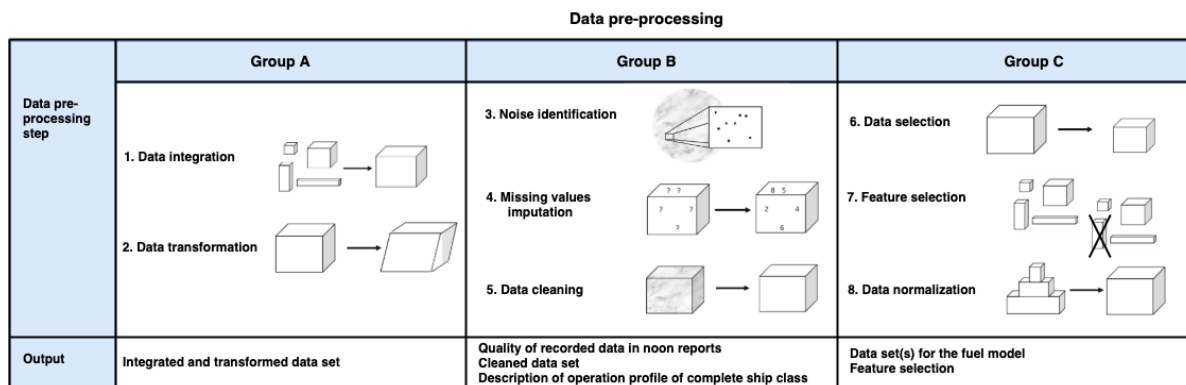 Data pre-processing
Group A
Group B
Group C
Data pre-
processing
step
1. Data integration
2. Data transformation
3. Noise identification
4. Missing values
imputation
? ?
? ?
?
8 5
2 4
6
5. Data cleaning
6. Data selection
7. Feature selection
8. Data normalization
Output
Integrated and transformed data set
Quality of recorded data in noon reports
Cleaned data set
Description of operation profile of complete ship class
Data set(s) for the fuel model
Feature selection